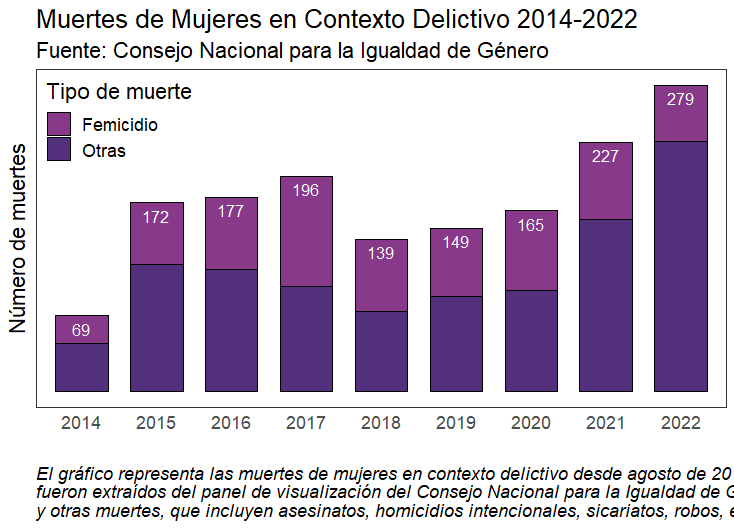 Muertes de Mujeres en Contexto Delictivo 2014-2022
Fuente: Consejo Nacional para la Igualdad de Género
Tipo de muerte
Femicidio
Otras
Número de muertes
69
172
177
196
139
149
165
227
279
2014
2015
2016
2017
2018
2019
2020
2021
2022
El gráfico representa las muertes de mujeres en contexto delictivo desde agosto de 20
fueron extraídos del panel de visualización del Consejo Nacional para la Igualdad de G
y otras muertes, que incluyen asesinatos, homicidios intencionales, sicariatos, robos, e